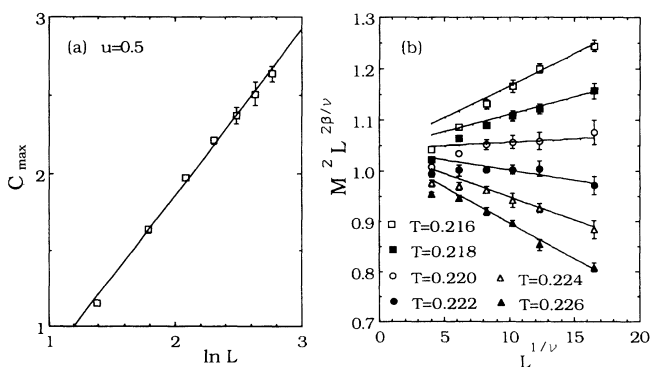 (a) u=0.5
C max
3
2
1
1 2 3
ln L
(b)
M² L^2β/ν
1.3
1.2
1.1
1.0
0.9
0.8
0.7
□ T=0.216
■ T=0.218
○ T=0.220 △ T=0.224
● T=0.222 ▲ T=0.226
0 5 10 15 20
L^1/ν